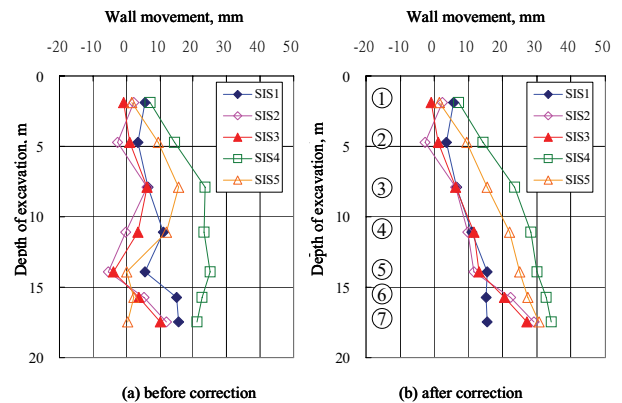 Wall movement, mm
-20 -10 0 10 20 30 40 50
0
5
10
15
20
Depth of excavation. m
SIS1
SIS2
SIS3
SIS4
SIS5
(a) before correction
Wall movement, mm
-20 -10 0 10 20 30 40 50
0
5
10
15
20
Depth of excavation, m
①
②
③
④
⑤
⑥
⑦
SIS1
SIS2
SIS3
SIS4
SIS5
(b) after correction